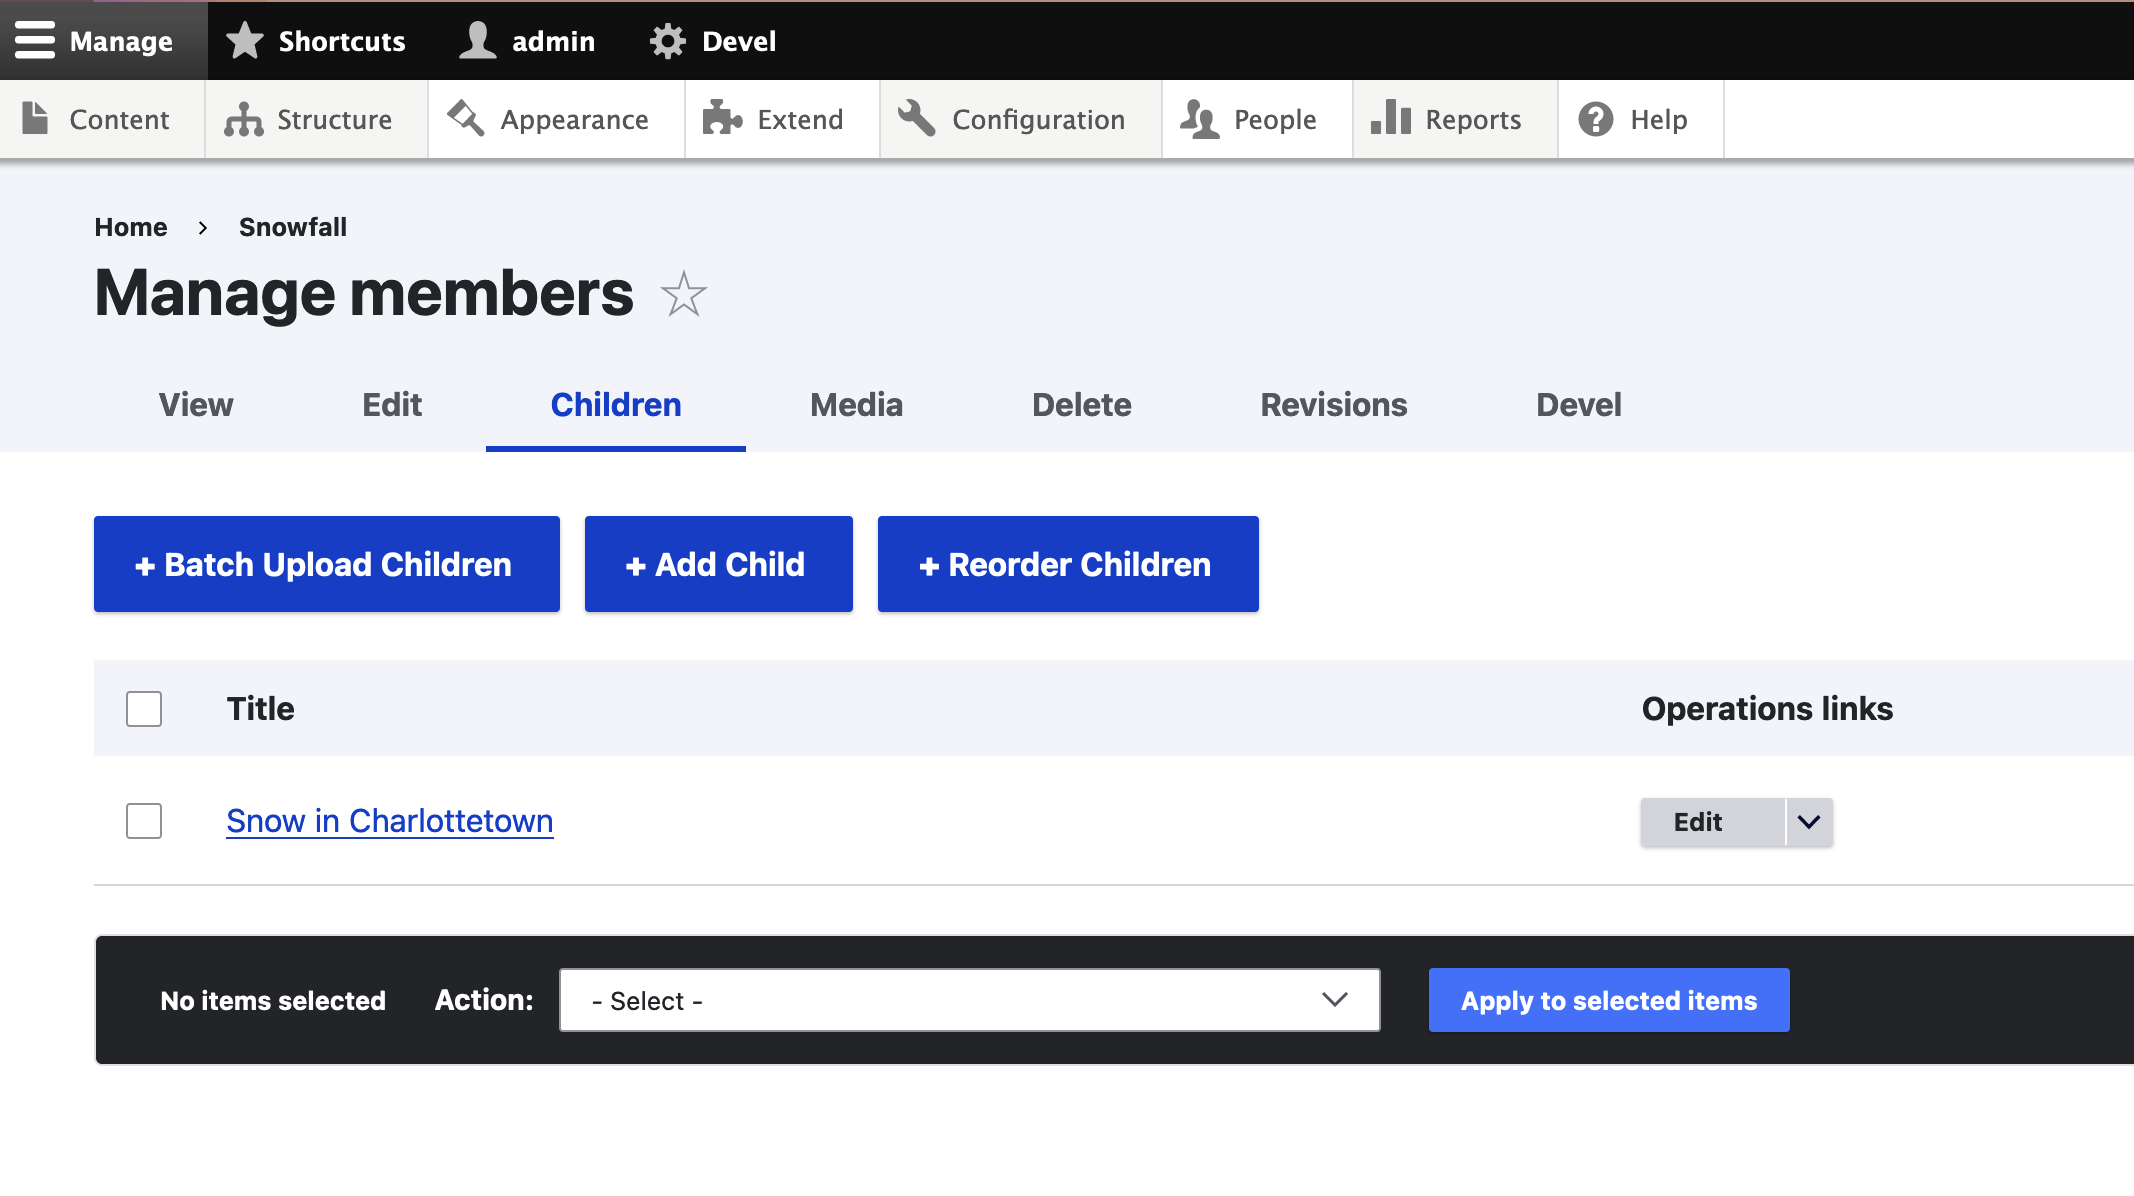 Manage Shortcuts admin Devel
Content Structure Appearance Extend Configuration People Reports Help
Home › Snowfall
Manage members
View Edit Children Media Delete Revisions Devel
+ Batch Upload Children + Add Child + Reorder Children
Title Operations links
Snow in Charlottetown Edit
No items selected Action: - Select - Apply to selected items